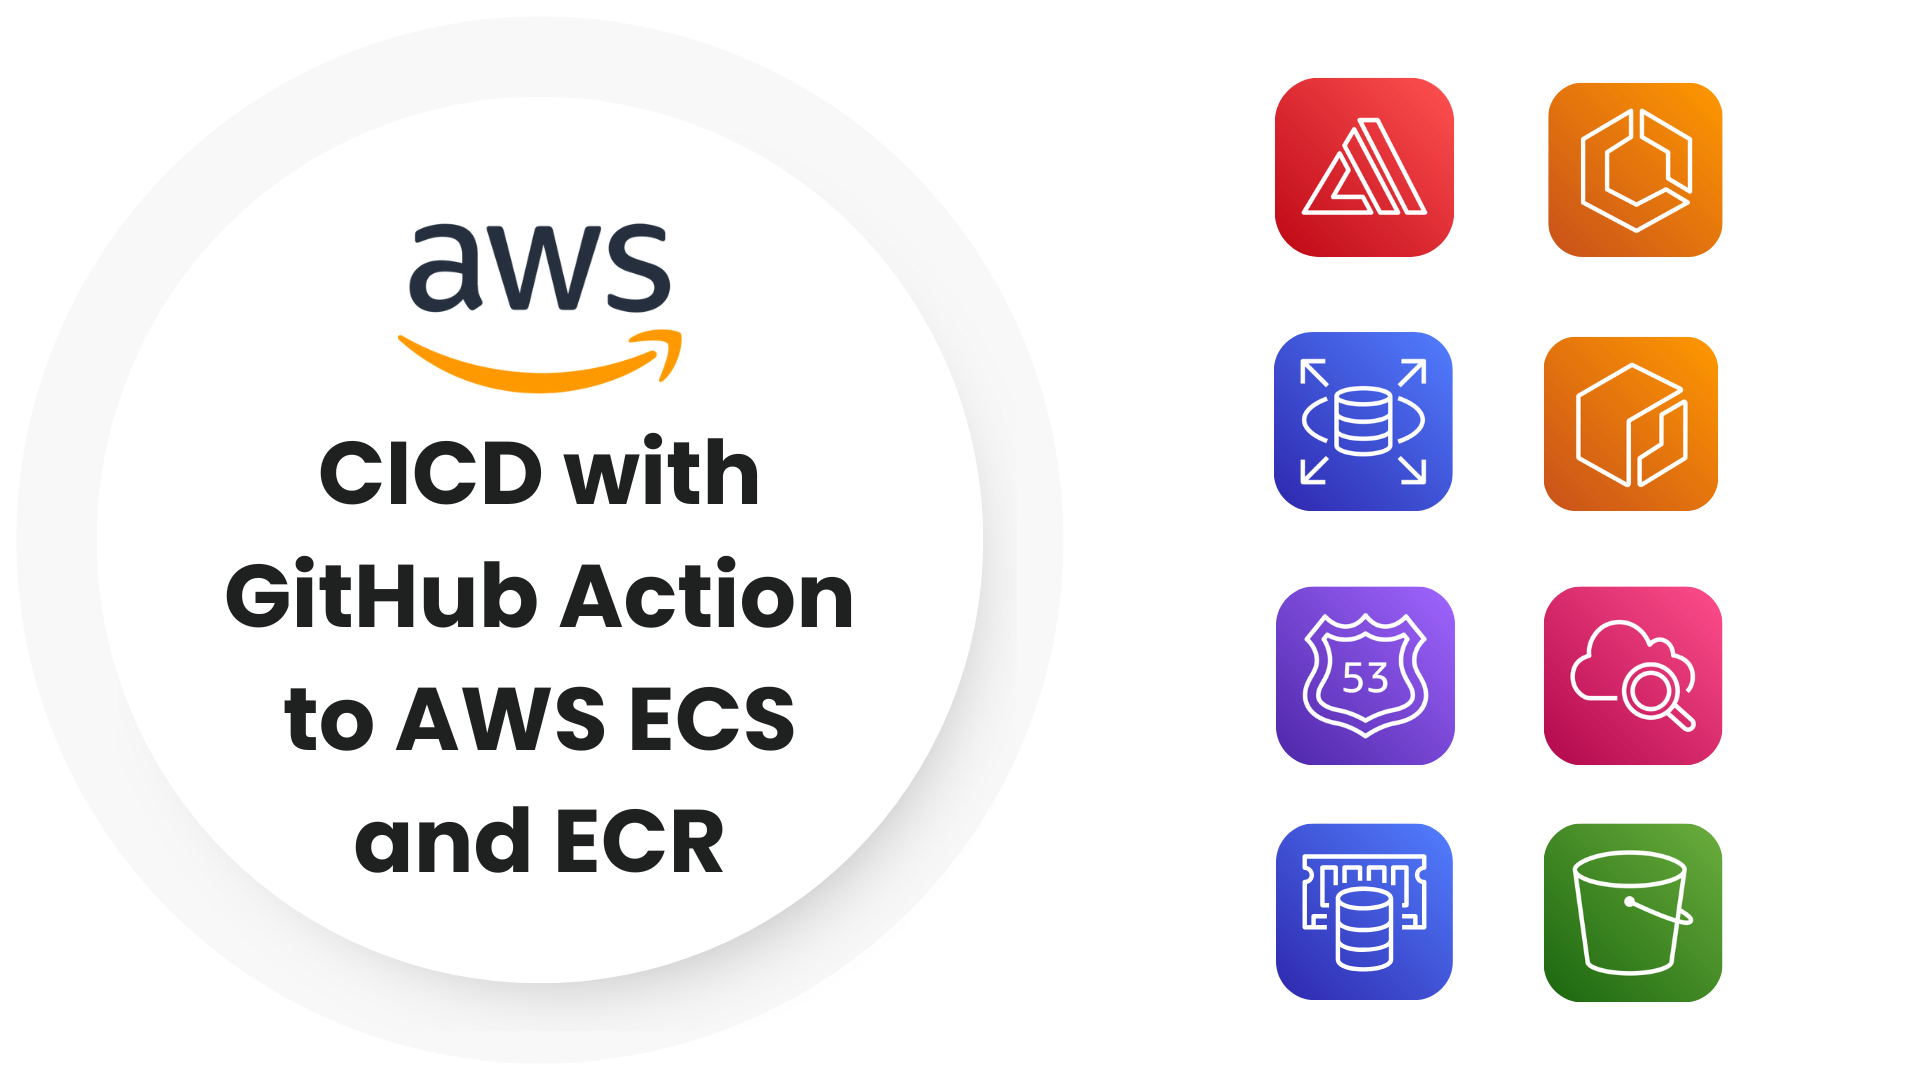 aws
CICD with
GitHub Action
to AWS ECS
and ECR
53